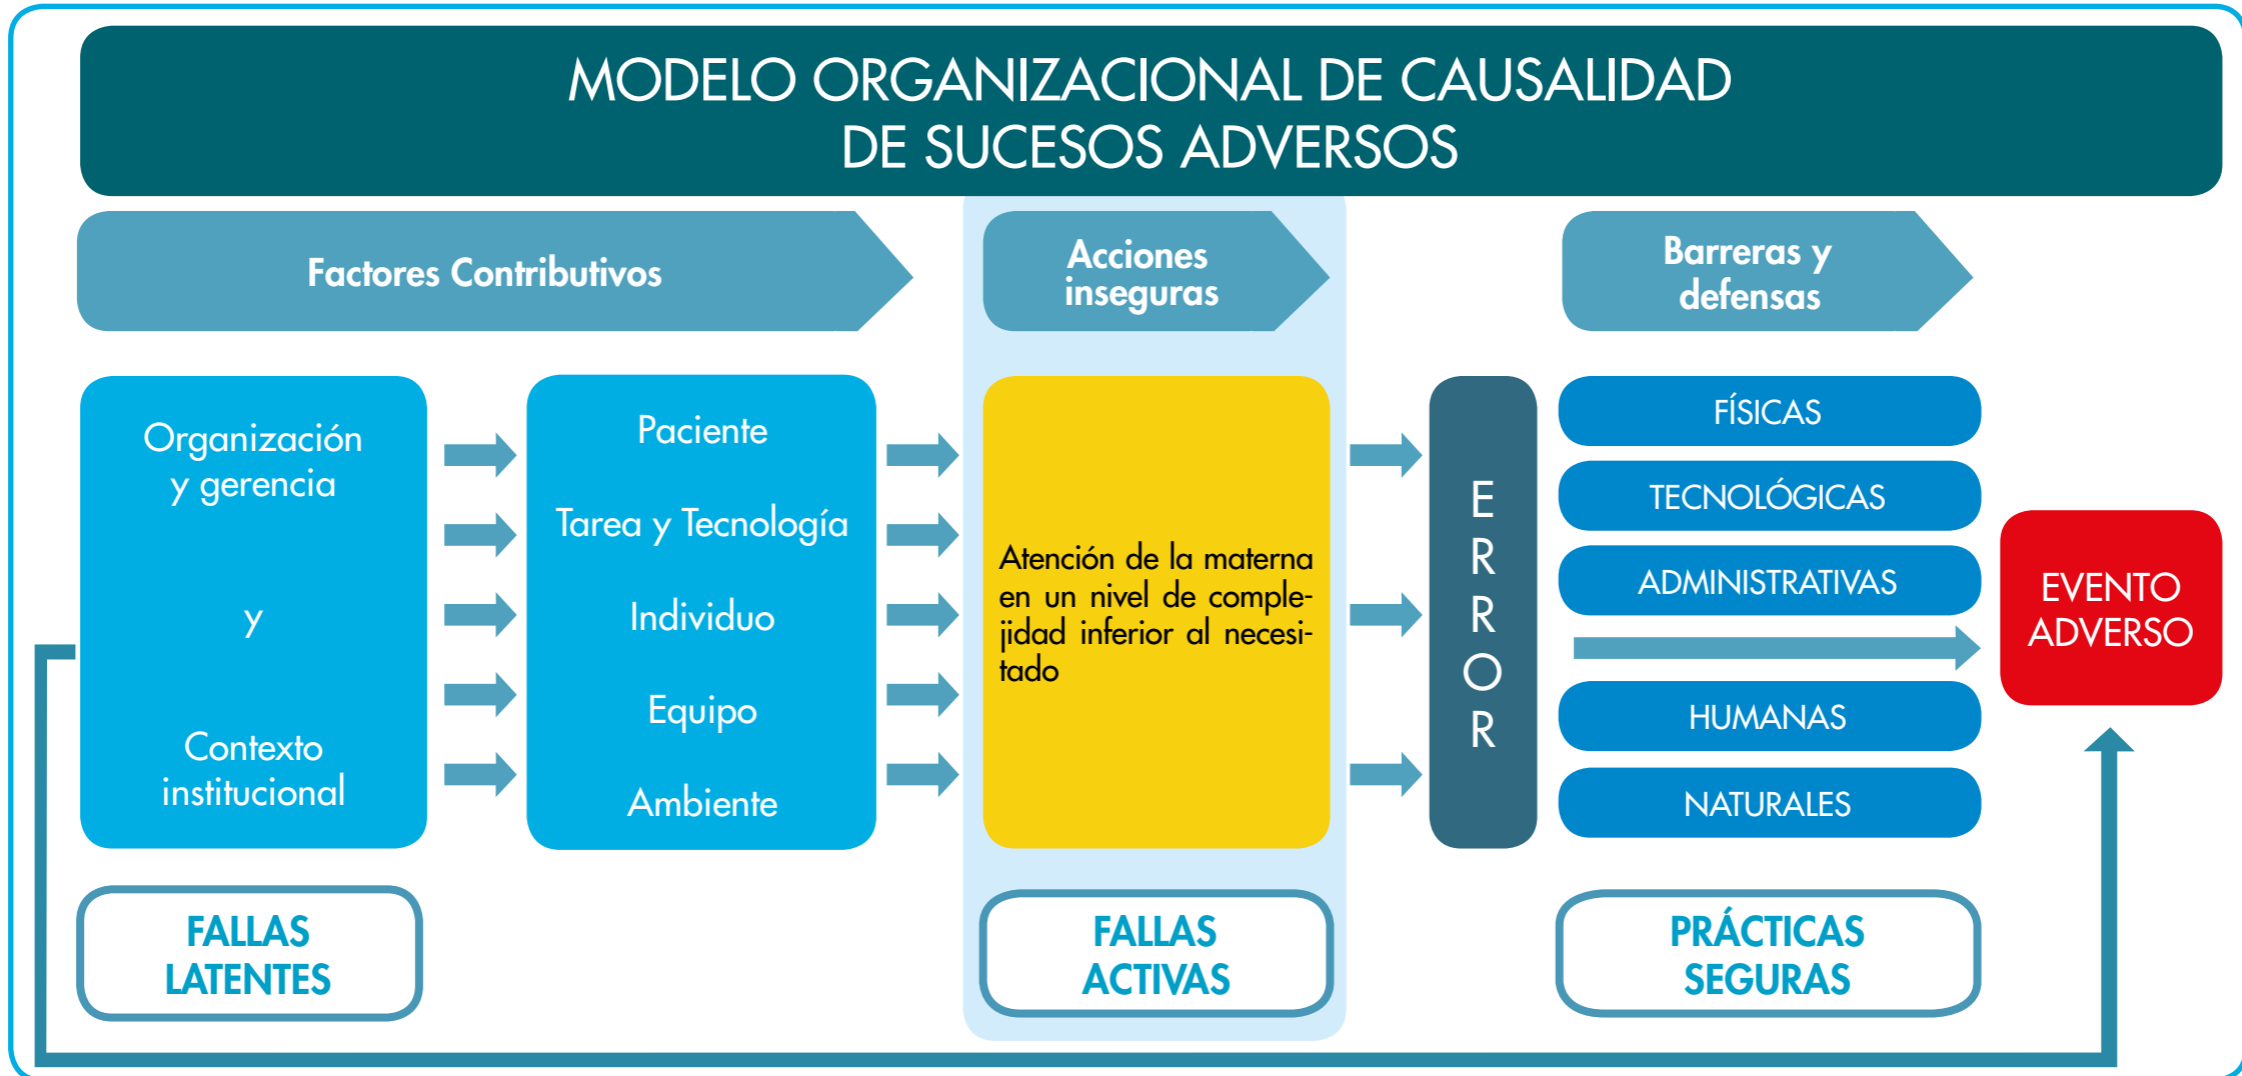 MODELO ORGANIZACIONAL DE CAUSALIDAD
DE SUCESOS ADVERSOS
Factores Contributivos
Acciones
inseguras
Barreras y
defensas
Organización
y gerencia
y
Contexto
institucional
Paciente
Tarea y Tecnología
Individuo
Equipo
Ambiente
Atención de la materna
en un nivel de comple-
jidad inferior al necesi-
tado
E
R
R
O
R
FÍSICAS
TECNOLÓGICAS
ADMINISTRATIVAS
HUMANAS
NATURALES
EVENTO
ADVERSO
FALLAS
LATENTES
FALLAS
ACTIVAS
PRÁCTICAS
SEGURAS